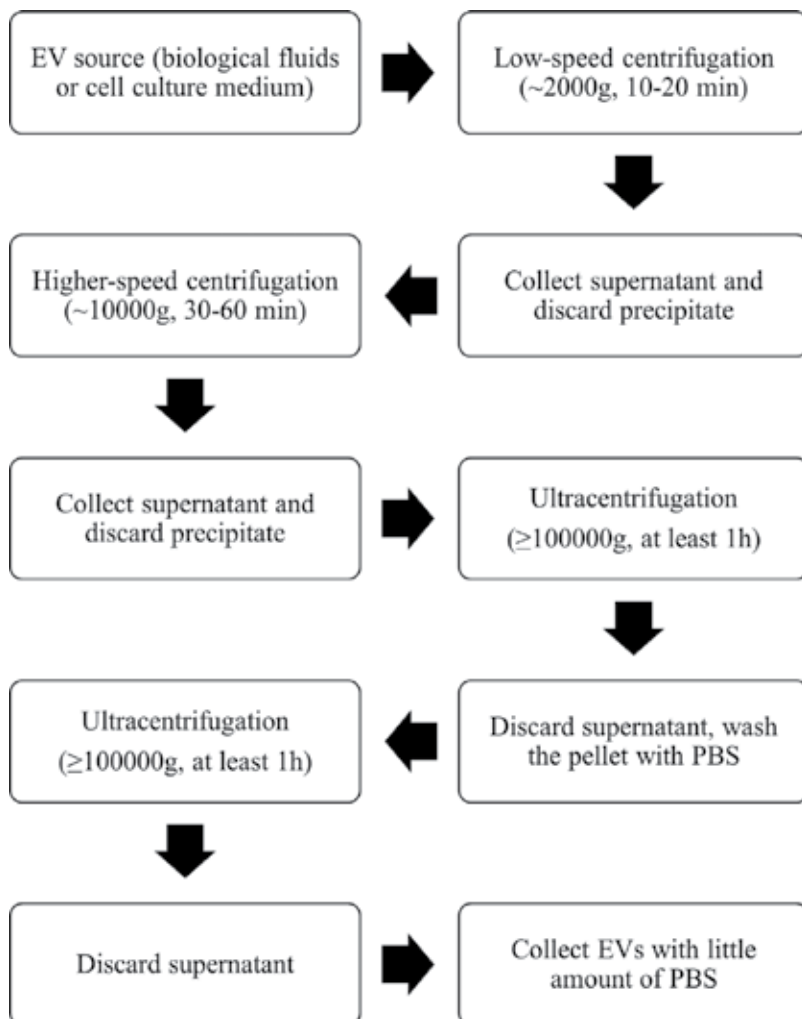 EV source (biological fluids
or cell culture medium)
Low-speed centrifugation
(~2000g, 10-20 min)
Collect supernatant and
discard precipitate
Higher-speed centrifugation
(~10000g, 30-60 min)
Collect supernatant and
discard precipitate
Ultracentrifugation
(≥100000g, at least 1h)
Discard supernatant, wash
the pellet with PBS
Ultracentrifugation
(≥100000g, at least 1h)
Discard supernatant
Collect EVs with little
amount of PBS